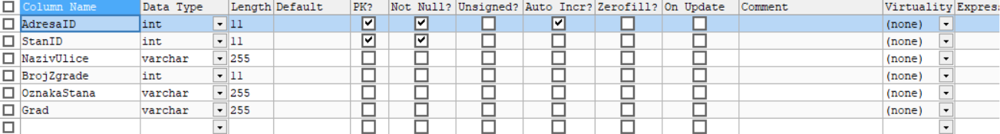 Column Name Data Type Length Default PK? Not Null? Unsigned? Auto Incr? Zerofill? On Update Comment Virtuality Express
AdresaID int 11 (none)
StanID int 11 (none)
NazivUlice varchar 255 (none)
BrojZgrade int 11 (none)
OznakaStana varchar 255 (none)
Grad varchar 255 (none)